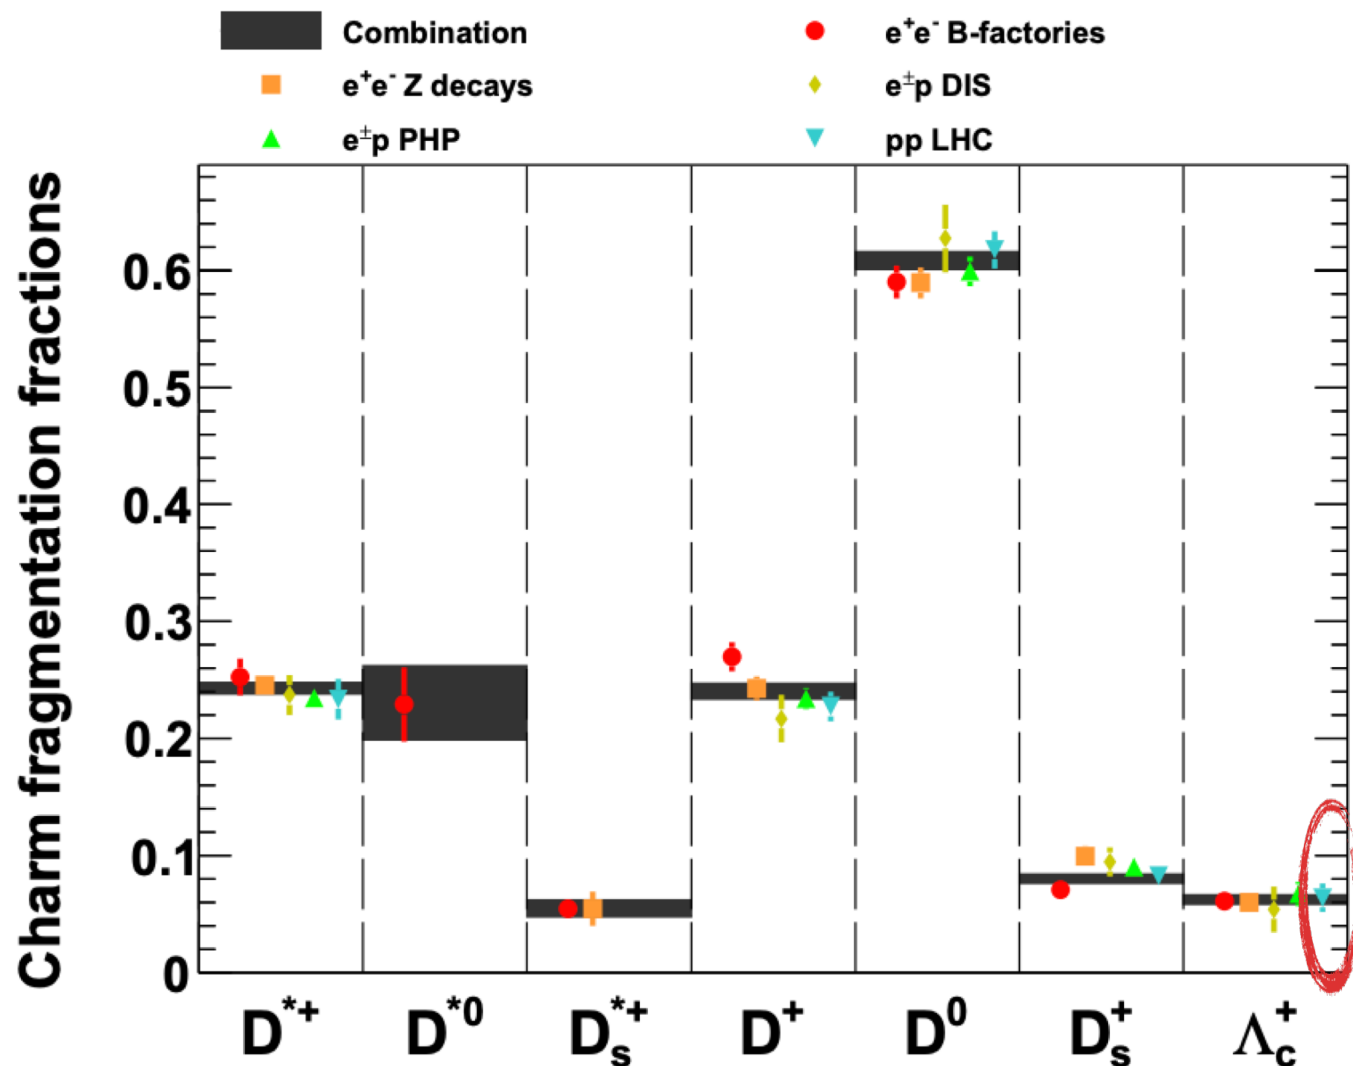 Combination
e⁺e⁻ B-factories
e⁺e⁻ Z decays
e±p DIS
e±p PHP
pp LHC
Charm fragmentation fractions
0.6
0.5
0.4
0.3
0.2
0.1
0
D*+ D*0 Ds*+ D+ D0 Ds+ Λc+